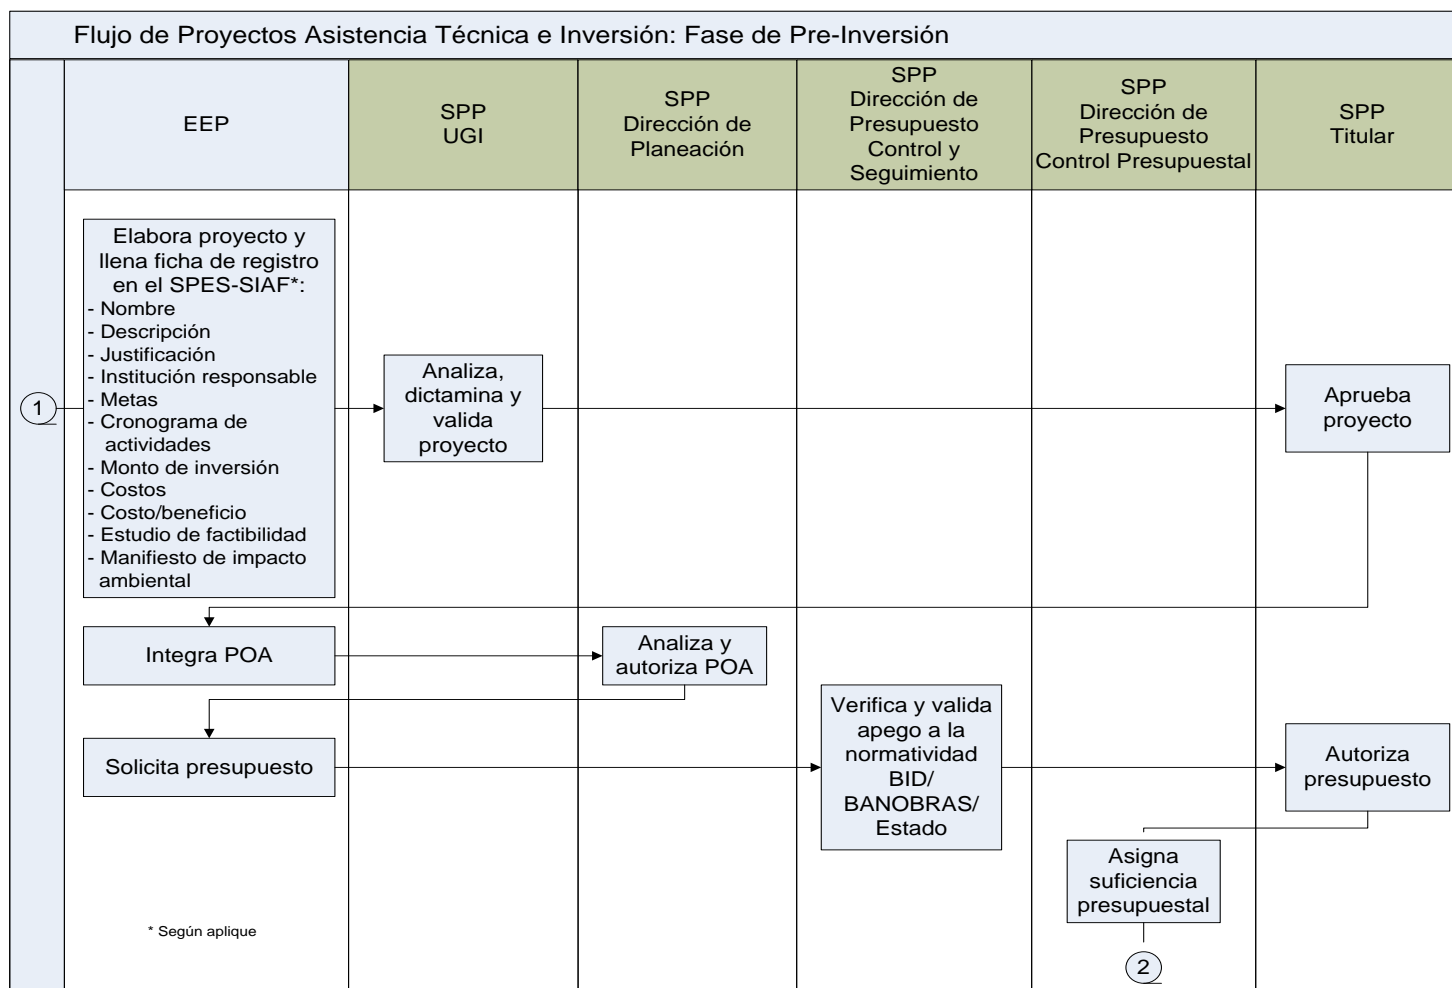 Flujo de Proyectos Asistencia Técnica e Inversión: Fase de Pre-Inversión
EEP
SPP
UGI
SPP
Dirección de
Planeación
SPP
Dirección de
Presupuesto
Control y
Seguimiento
SPP
Dirección de
Presupuesto
Control Presupuestal
SPP
Titular
1
Elabora proyecto y
llena ficha de registro
en el SPES-SIAF*:
- Nombre
- Descripción
- Justificación
- Institución responsable
- Metas
- Cronograma de
actividades
- Monto de inversión
- Costos
- Costo/beneficio
- Estudio de factibilidad
- Manifiesto de impacto
ambiental
Analiza,
dictamina y
valida
proyecto
Aprueba
proyecto
Integra POA
Analiza y
autoriza POA
Solicita presupuesto
Verifica y valida
apego a la
normatividad
BID/
BANOBRAS/
Estado
Autoriza
presupuesto
Asigna
suficiencia
presupuestal
2
* Según aplique